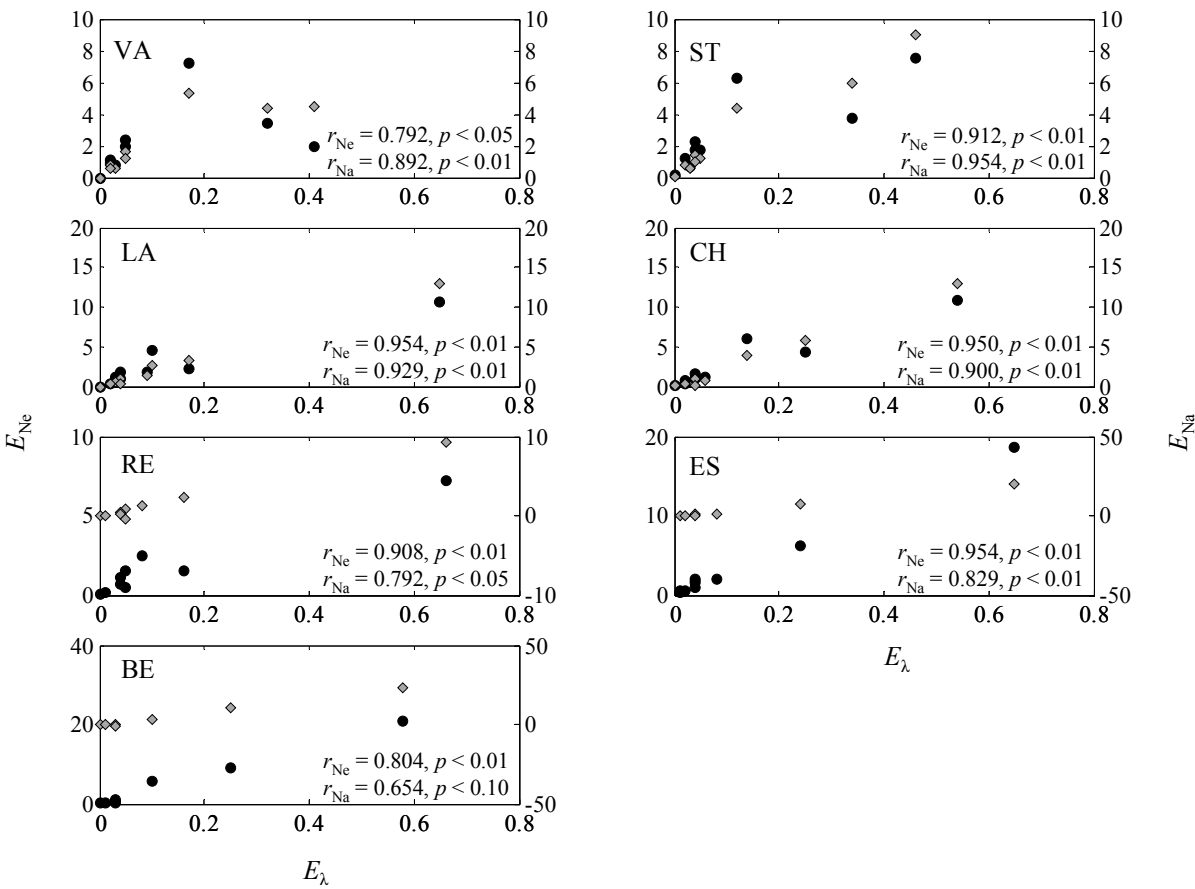 10 10
VA
8 8
6 6
4 4
r_Ne = 0.792, p < 0.05
2 2
r_Na = 0.892, p < 0.01
0 0
0 0.2 0.4 0.6 0.8
10 10
ST
8 8
6 6
4 4
r_Ne = 0.912, p < 0.01
2 2
r_Na = 0.954, p < 0.01
0 0
0 0.2 0.4 0.6 0.8
20 20
LA
15 15
10 10
r_Ne = 0.954, p < 0.01
5 5
r_Na = 0.929, p < 0.01
0 0
0 0.2 0.4 0.6 0.8
20 20
CH
15 15
10 10
r_Ne = 0.950, p < 0.01
5 5
r_Na = 0.900, p < 0.01
0 0
0 0.2 0.4 0.6 0.8
E_Ne
E_Na
10 10
RE
5 0
r_Ne = 0.908, p < 0.01
r_Na = 0.792, p < 0.05
0 -10
0 0.2 0.4 0.6 0.8
20 50
ES
10 0
r_Ne = 0.954, p < 0.01
r_Na = 0.829, p < 0.01
0 -50
0 0.2 0.4 0.6 0.8
E_λ
40 50
BE
20 0
r_Ne = 0.804, p < 0.01
r_Na = 0.654, p < 0.10
0 -50
0 0.2 0.4 0.6 0.8
E_λ